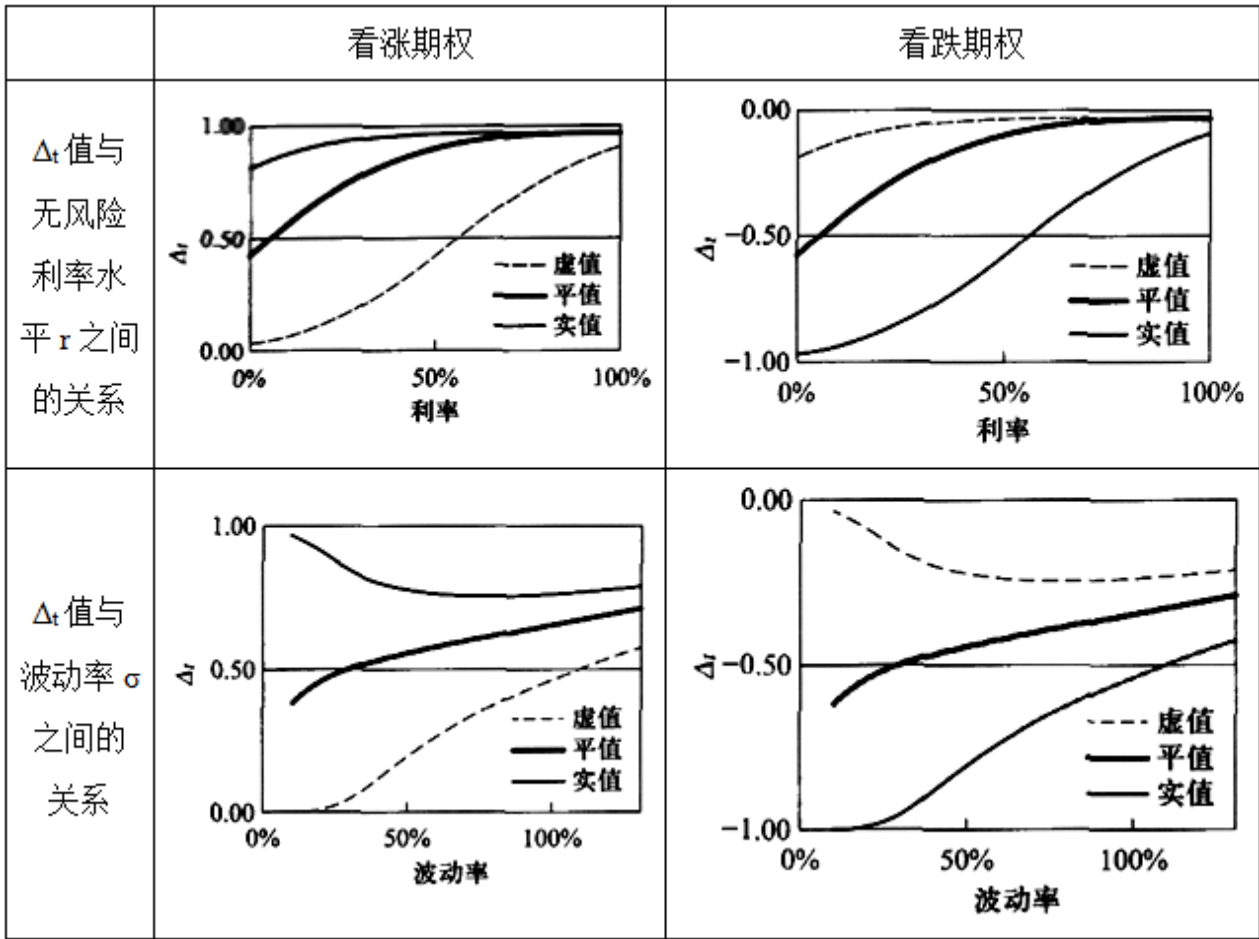 看涨期权
看跌期权
Δt值与
无风险
利率水
平 r 之间
的关系
1.00
0.50
0.00
Δt
虚值
平值
实值
0%
50%
100%
利率
0.00
−0.50
−1.00
Δt
虚值
平值
实值
0%
50%
100%
利率
Δt值与
波动率 σ
之间的
关系
1.00
0.50
0.00
Δt
虚值
平值
实值
0%
50%
100%
波动率
0.00
−0.50
−1.00
Δt
虚值
平值
实值
0%
50%
100%
波动率